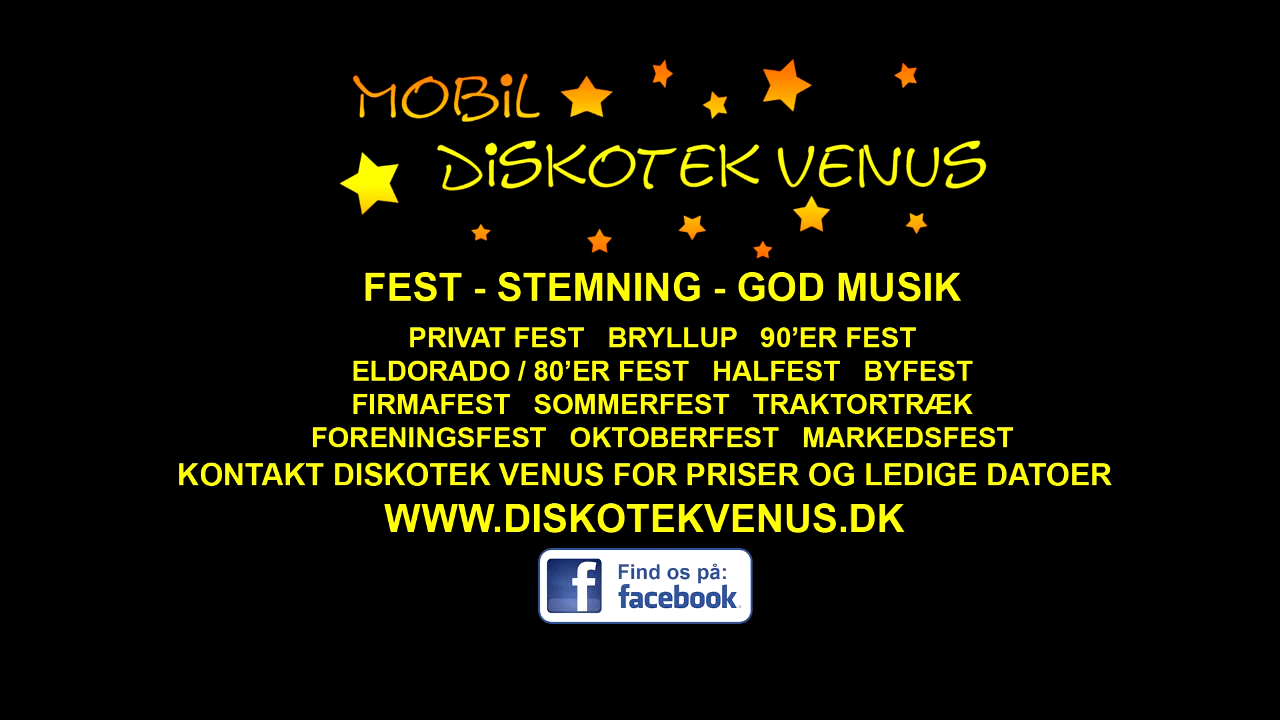 MOBiL
DiSKOTEK VENUS
FEST - STEMNING - GOD MUSIK
PRIVAT FEST BRYLLUP 90’ER FEST
ELDORADO / 80’ER FEST HALFEST BYFEST
FIRMAFEST SOMMERFEST TRAKTORTRÆK
FORENINGSFEST OKTOBERFEST MARKEDSFEST
KONTAKT DISKOTEK VENUS FOR PRISER OG LEDIGE DATOER
WWW.DISKOTEKVENUS.DK
f Find os på:
facebook